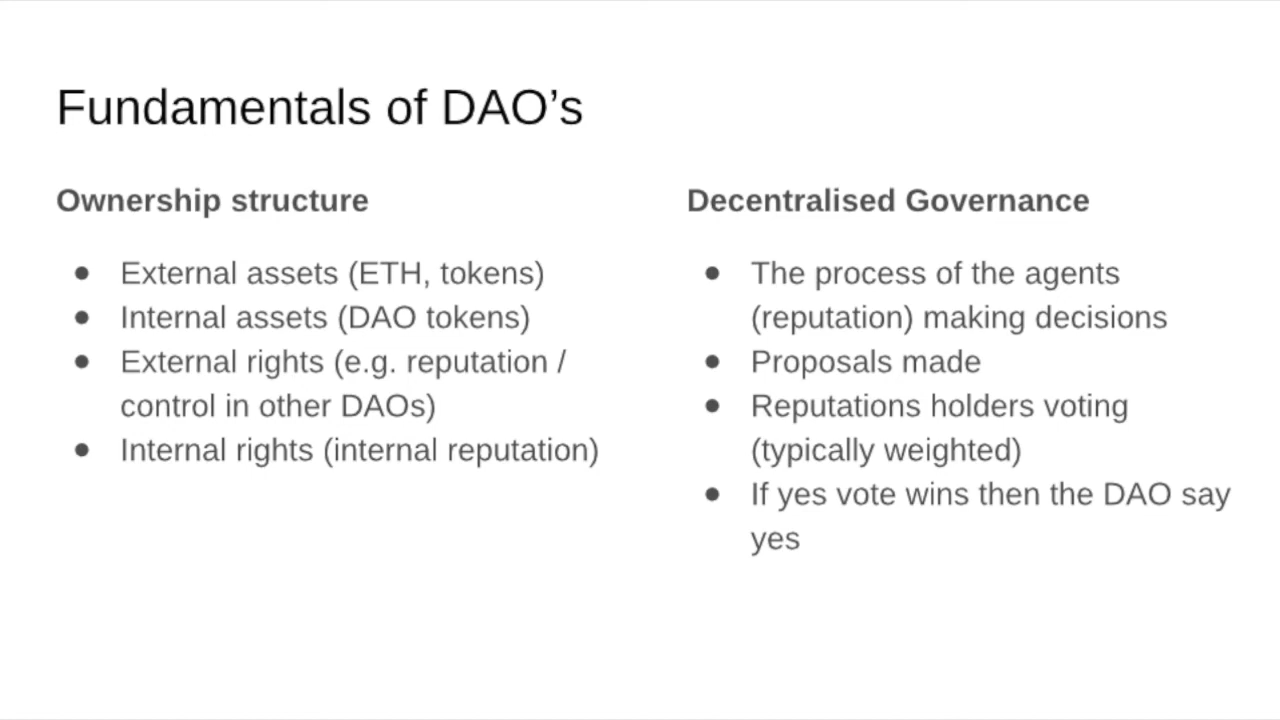 Fundamentals of DAO’s
Ownership structure
● External assets (ETH, tokens)
● Internal assets (DAO tokens)
● External rights (e.g. reputation /
control in other DAOs)
● Internal rights (internal reputation)
Decentralised Governance
● The process of the agents
(reputation) making decisions
● Proposals made
● Reputations holders voting
(typically weighted)
● If yes vote wins then the DAO say
yes